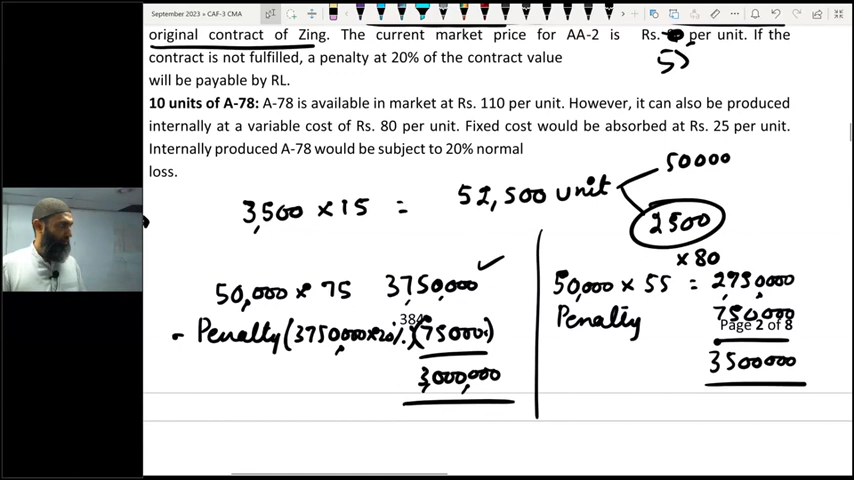 September 2023 » CAF-3 CMA
original contract of Zing. The current market price for AA-2 is Rs. per unit. If the
55
contract is not fulfilled, a penalty at 20% of the contract value
will be payable by RL.
10 units of A-78: A-78 is available in market at Rs. 110 per unit. However, it can also be produced
internally at a variable cost of Rs. 80 per unit. Fixed cost would be absorbed at Rs. 25 per unit.
Internally produced A-78 would be subject to 20% normal
loss.
50000
3,500 × 15 = 52,500 unit
2500
× 80
50,000 × 75 3750,000
50,000 × 55 = 2750000
- Penalty (3750,000×20%) (750000)
Penalty 750000
384
Page 2 of 8
3,000,000
3500000